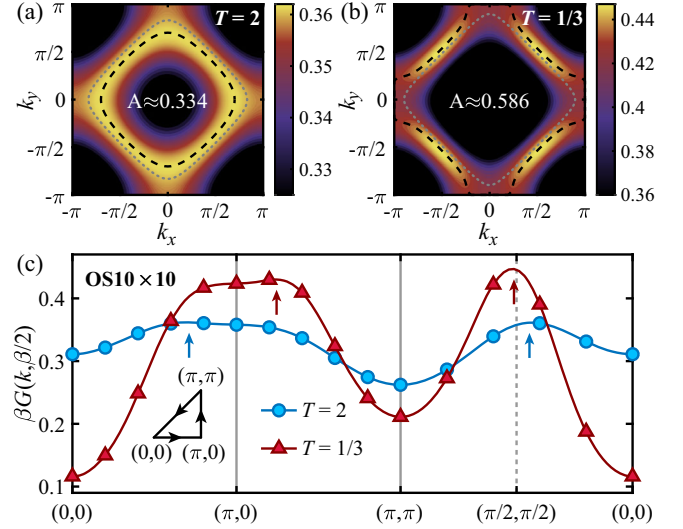 (a) T = 2
A≈0.334
π
π/2
0
-π/2
-π
k_y
-π -π/2 0 π/2 π
k_x
0.36
0.35
0.34
0.33
(b) T = 1/3
A≈0.586
π
π/2
0
-π/2
-π
k_y
-π -π/2 0 π/2 π
k_x
0.44
0.42
0.4
0.38
0.36
(c) OS10×10
βG(k,β/2)
0.4
0.3
0.2
0.1
(π,π)
(0,0) (π,0)
T = 2
T = 1/3
(0,0) (π,0) (π,π) (π/2,π/2) (0,0)